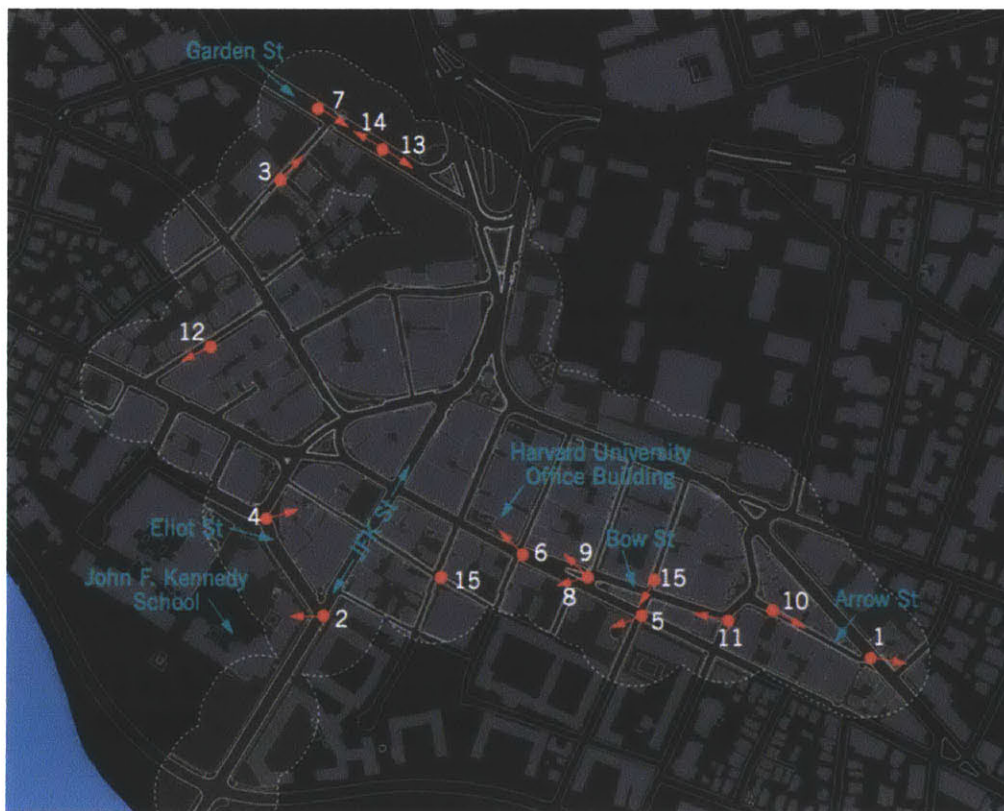 Garden St
7
14
13
3
12
Harvard University
Office Building
JFK St
4
Eliot St
John F. Kennedy
School
15
6
9
8
Bow St.
15
5
2
10
11
Arrow St
1